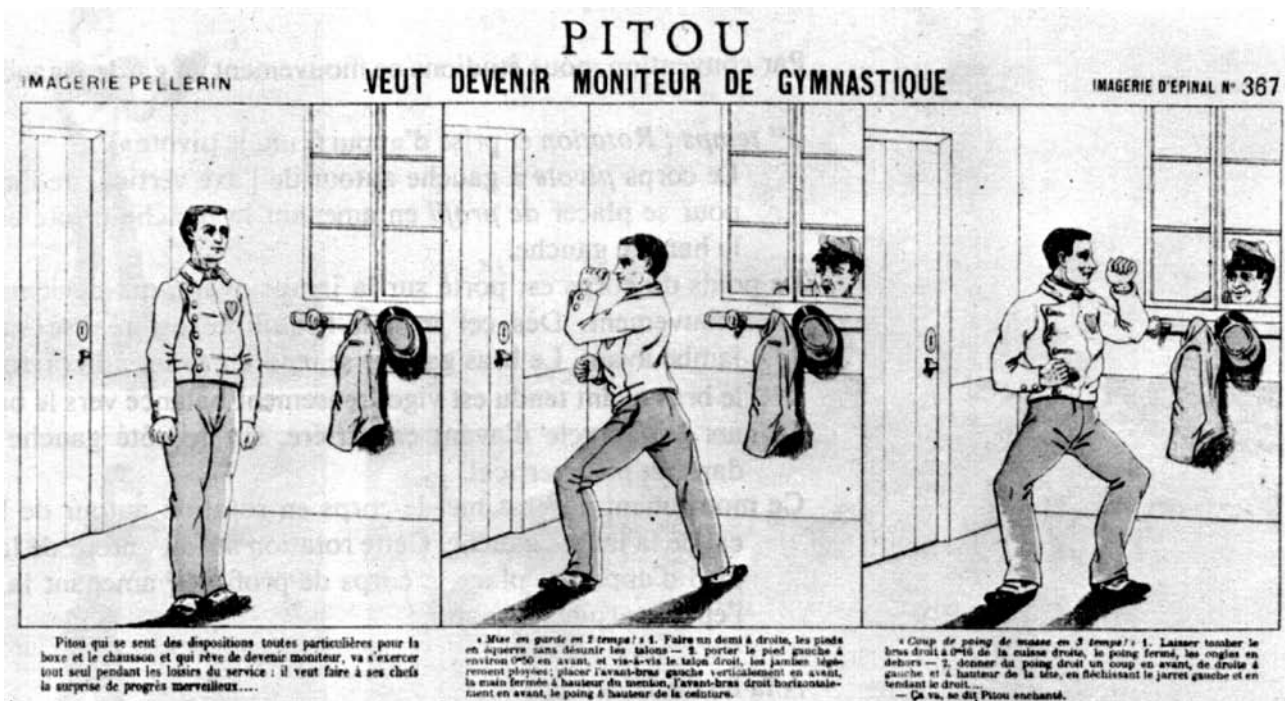 PITOU
IMAGERIE PELLERIN
VEUT DEVENIR MONITEUR DE GYMNASTIQUE
IMAGERIE D'ÉPINAL Nº 367
Pitou qui se sent des dispositions toutes particulières pour la
boxe et le chausson et qui rêve de devenir moniteur, va s'exercer
tout seul pendant les loisirs du service : il veut faire à ses chefs
la surprise de progrès merveilleux....
« Mise en garde en 2 temps! » 1. Faire un demi à droite, les pieds
en équerre sans désunir les talons — 2. porter le pied gauche à
environ 0m50 en avant, et vis-à-vis le talon droit, les jambes légè-
rement ployées; placer l'avant-bras gauche verticalement en avant,
la main fermée à hauteur du menton, l'avant-bras droit horizontale-
ment en avant, le poing à hauteur de la ceinture.
« Coup de poing de masse en 3 temps! » 1. Laisser tomber le
bras droit à 0m16 de la cuisse droite, le poing fermé, les ongles en
dehors — 2. donner du poing droit un coup en avant, de droite à
gauche et à hauteur de la tête, en fléchissant le jarret gauche et en
tendant le droit....
— Ça va, se dit Pitou enchanté.